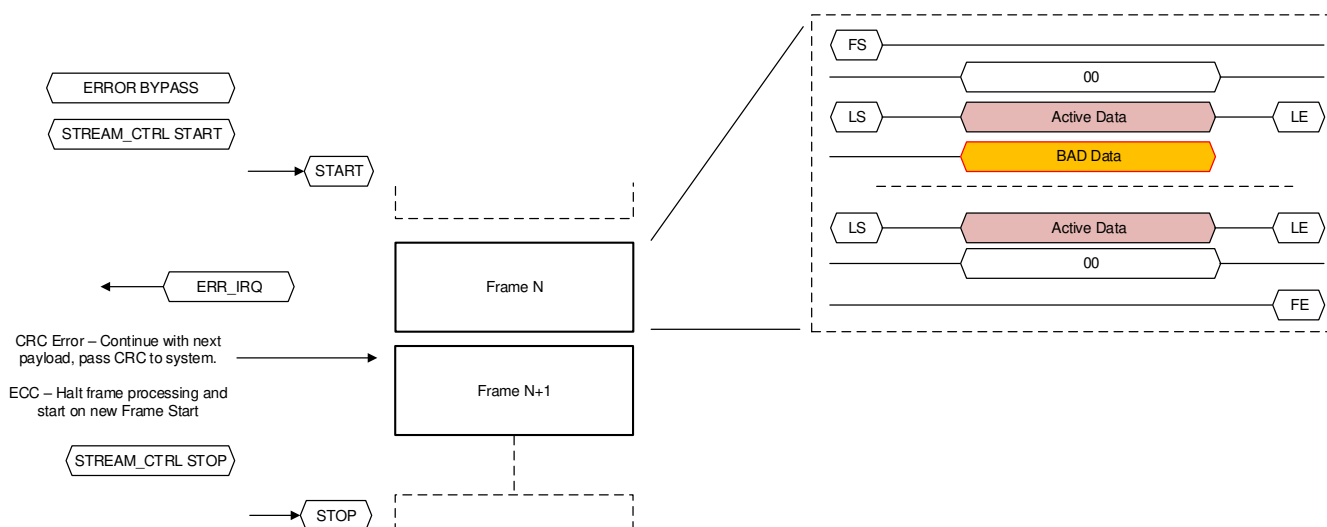 ERROR BYPASS
STREAM_CTRL START
START
ERR_IRQ
CRC Error – Continue with next
payload, pass CRC to system.
ECC – Halt frame processing and
start on new Frame Start
STREAM_CTRL STOP
STOP
Frame N
Frame N+1
FS
00
LS
Active Data
LE
BAD Data
LS
Active Data
LE
00
FE